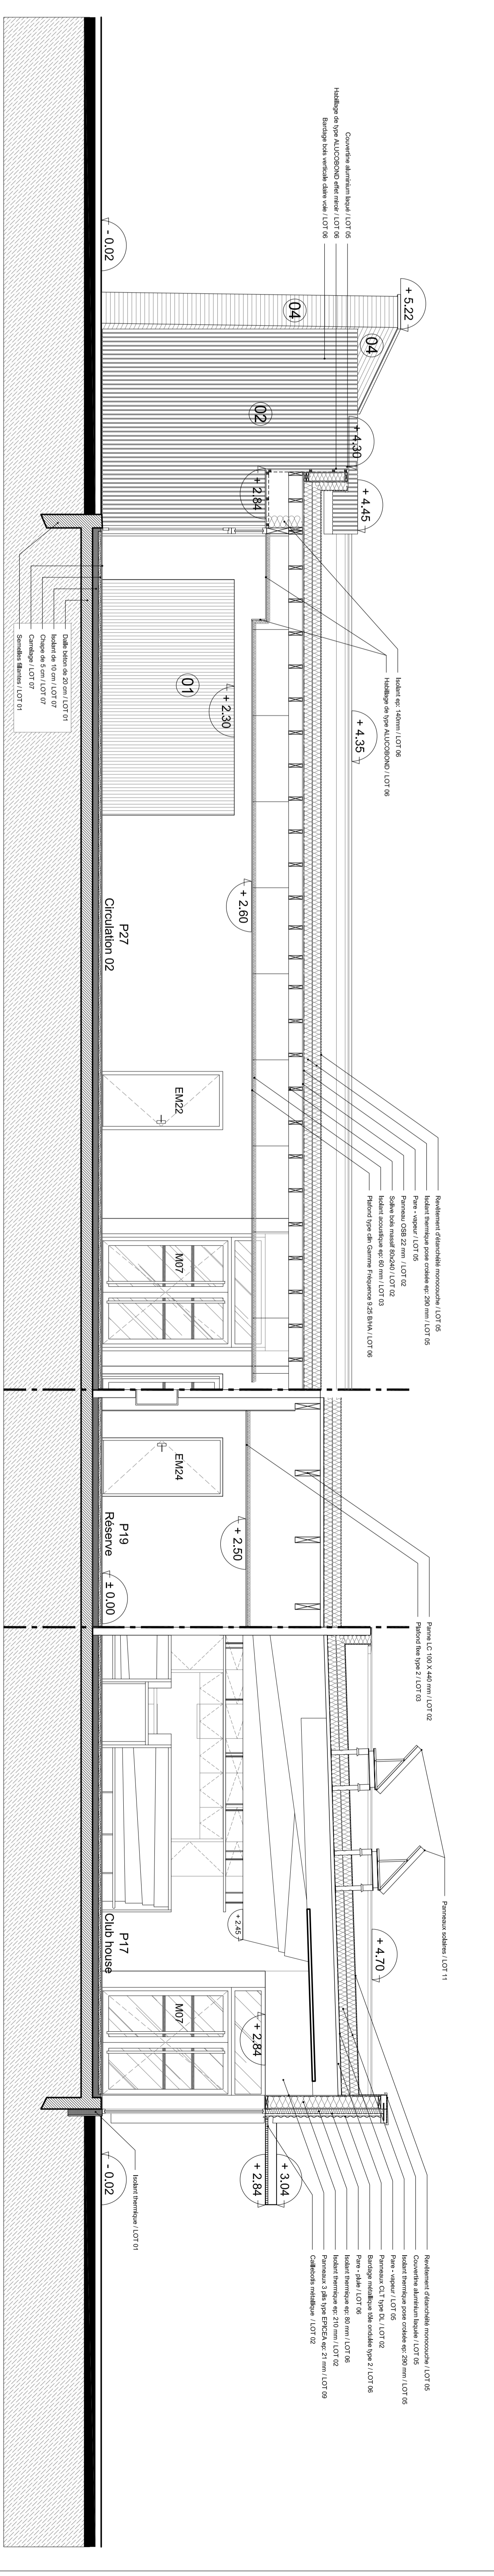 Couvertine aluminium laqué / LOT 05
Habillage de type ALUCOBOND effet miroir / LOT 06
Bardage bois verticale claire voie / LOT 06
- 0.02
+ 5.22
04
04
02
+ 4.30
+ 4.45
+ 2.84
Isolant ep: 140mm / LOT 06
Habillage de type ALUCOBOND / LOT 06
+ 4.35
Dalle béton de 20 cm / LOT 01
Isolant de 10 cm / LOT 07
Chape de 5 cm / LOT 07
Carrelage / LOT 07
Semelles filantes / LOT 01
01
+ 2.30
+ 2.60
P27
Circulation 02
EM22
M07
Revêtement d'étanchéité monocouche / LOT 05
Isolant thermique pose croisée ep: 290 mm / LOT 05
Pare - vapeur / LOT 05
Panneau OSB 22 mm / LOT 02
Solive bois massif 80x240 / LOT 02
Isolant acoustique ep: 60 mm / LOT 03
Plafond type clin Gamme Fréquence 9.25 B/HA / LOT 06
EM24
P19
Réserve
+ 2.50
± 0.00
Panne LC 100 X 440 mm / LOT 02
Plafond fixe type 2 / LOT 03
Panneaux solaires / LOT 11
P17
Club house
+ 2.45
+ 4.70
M07
+ 2.84
+ 3.04
+ 2.84
- 0.02
Isolant thermique / LOT 01
Revêtement d'étanchéité monocouche / LOT 05
Couvertine aluminium laquée / LOT 05
Isolant thermique pose croisée ep: 290 mm / LOT 05
Pare - vapeur / LOT 05
Panneaux CLT type DL / LOT 02
Bardage métallique tôle ondulée type 2 / LOT 06
Pare - pluie / LOT 06
Isolant thermique ep: 80 mm / LOT 06
Isolant thermique ep: 210 mm / LOT 02
Panneaux 3 plis type EPICEA ep: 21 mm / LOT 09
Caillebotis métallique / LOT 02